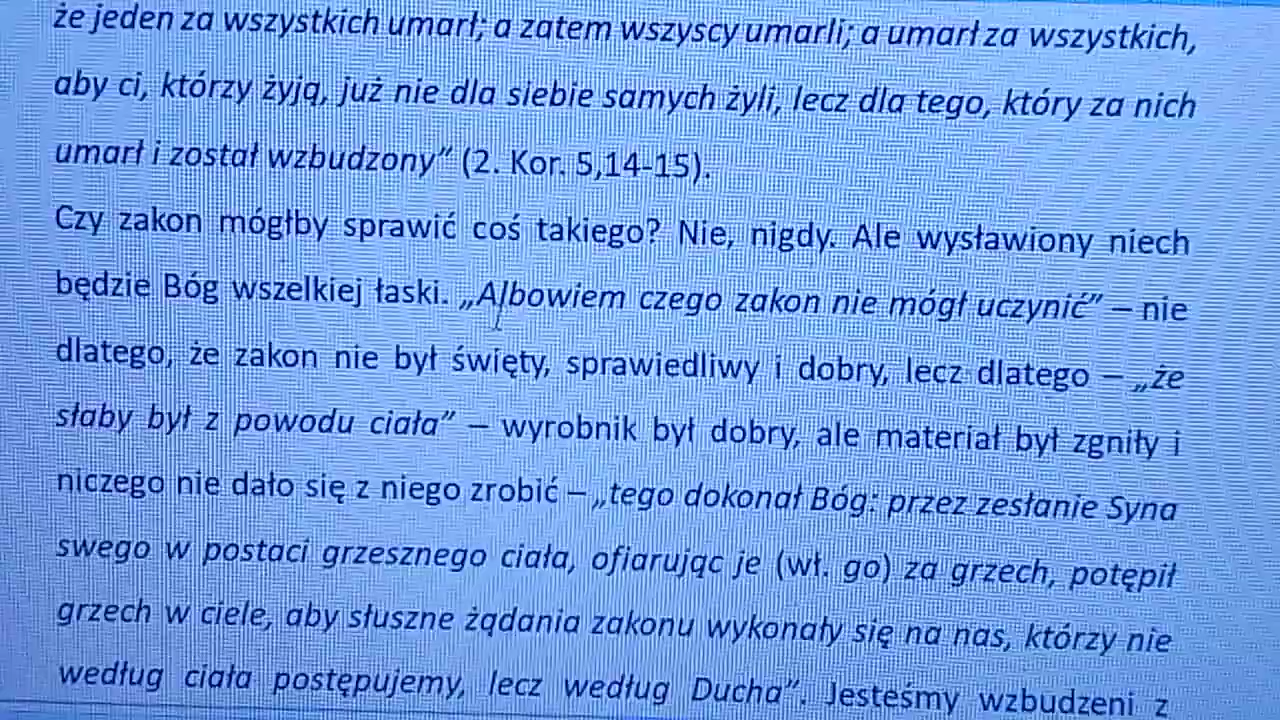 że jeden za wszystkich umarł; a zatem wszyscy umarli; a umarł za wszystkich,
aby ci, którzy żyją, już nie dla siebie samych żyli, lecz dla tego, który za nich
umarł i został wzbudzony” (2. Kor. 5,14-15).
Czy zakon mógłby sprawić coś takiego? Nie, nigdy. Ale wysławiony niech
będzie Bóg wszelkiej łaski. „Albowiem czego zakon nie mógł uczynić” – nie
dlatego, że zakon nie był święty, sprawiedliwy i dobry, lecz dlatego – „że
słaby był z powodu ciała” – wyrobnik był dobry, ale materiał był zgniły i
niczego nie dało się z niego zrobić – „tego dokonał Bóg: przez zesłanie Syna
swego w postaci grzesznego ciała, ofiarując je (wł. go) za grzech, potępił
grzech w ciele, aby słuszne żądania zakonu wykonały się na nas, którzy nie
według ciała postępujemy, lecz według Ducha”. Jesteśmy wzbudzeni z